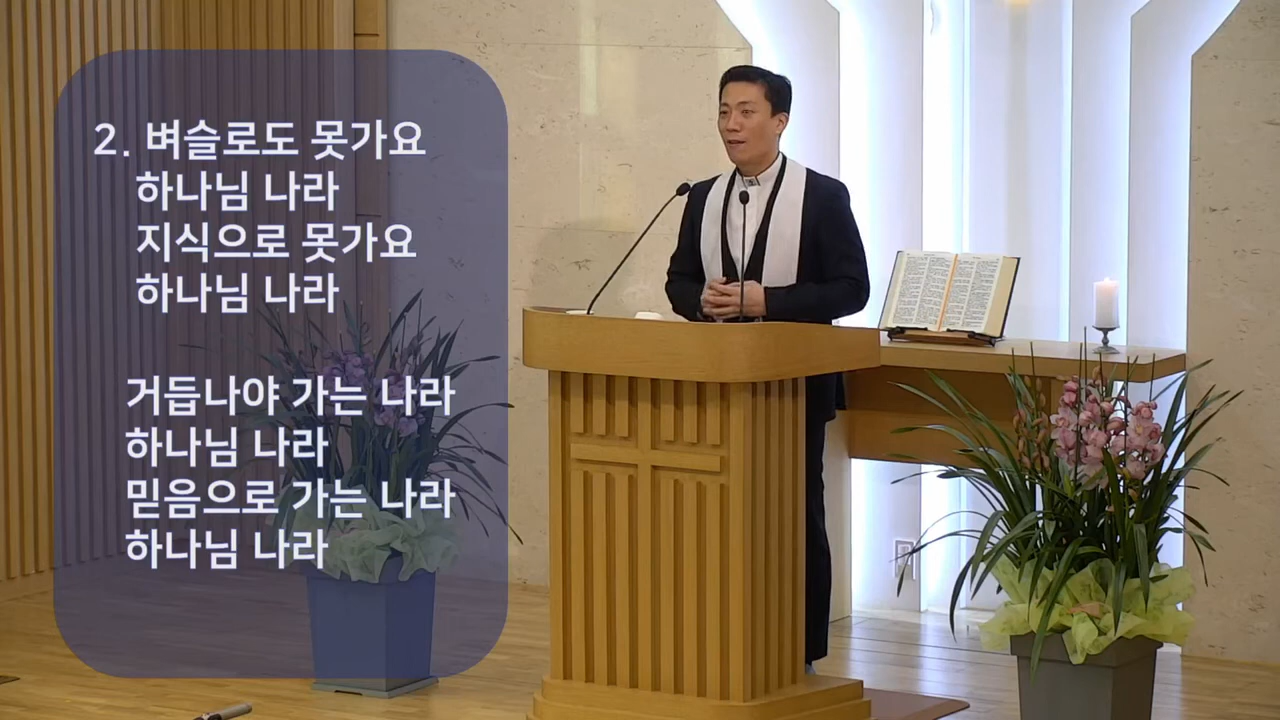 2. 벼슬로도 못가요
하나님 나라
지식으로 못가요
하나님 나라
거듭나야 가는 나라
하나님 나라
믿음으로 가는 나라
하나님 나라